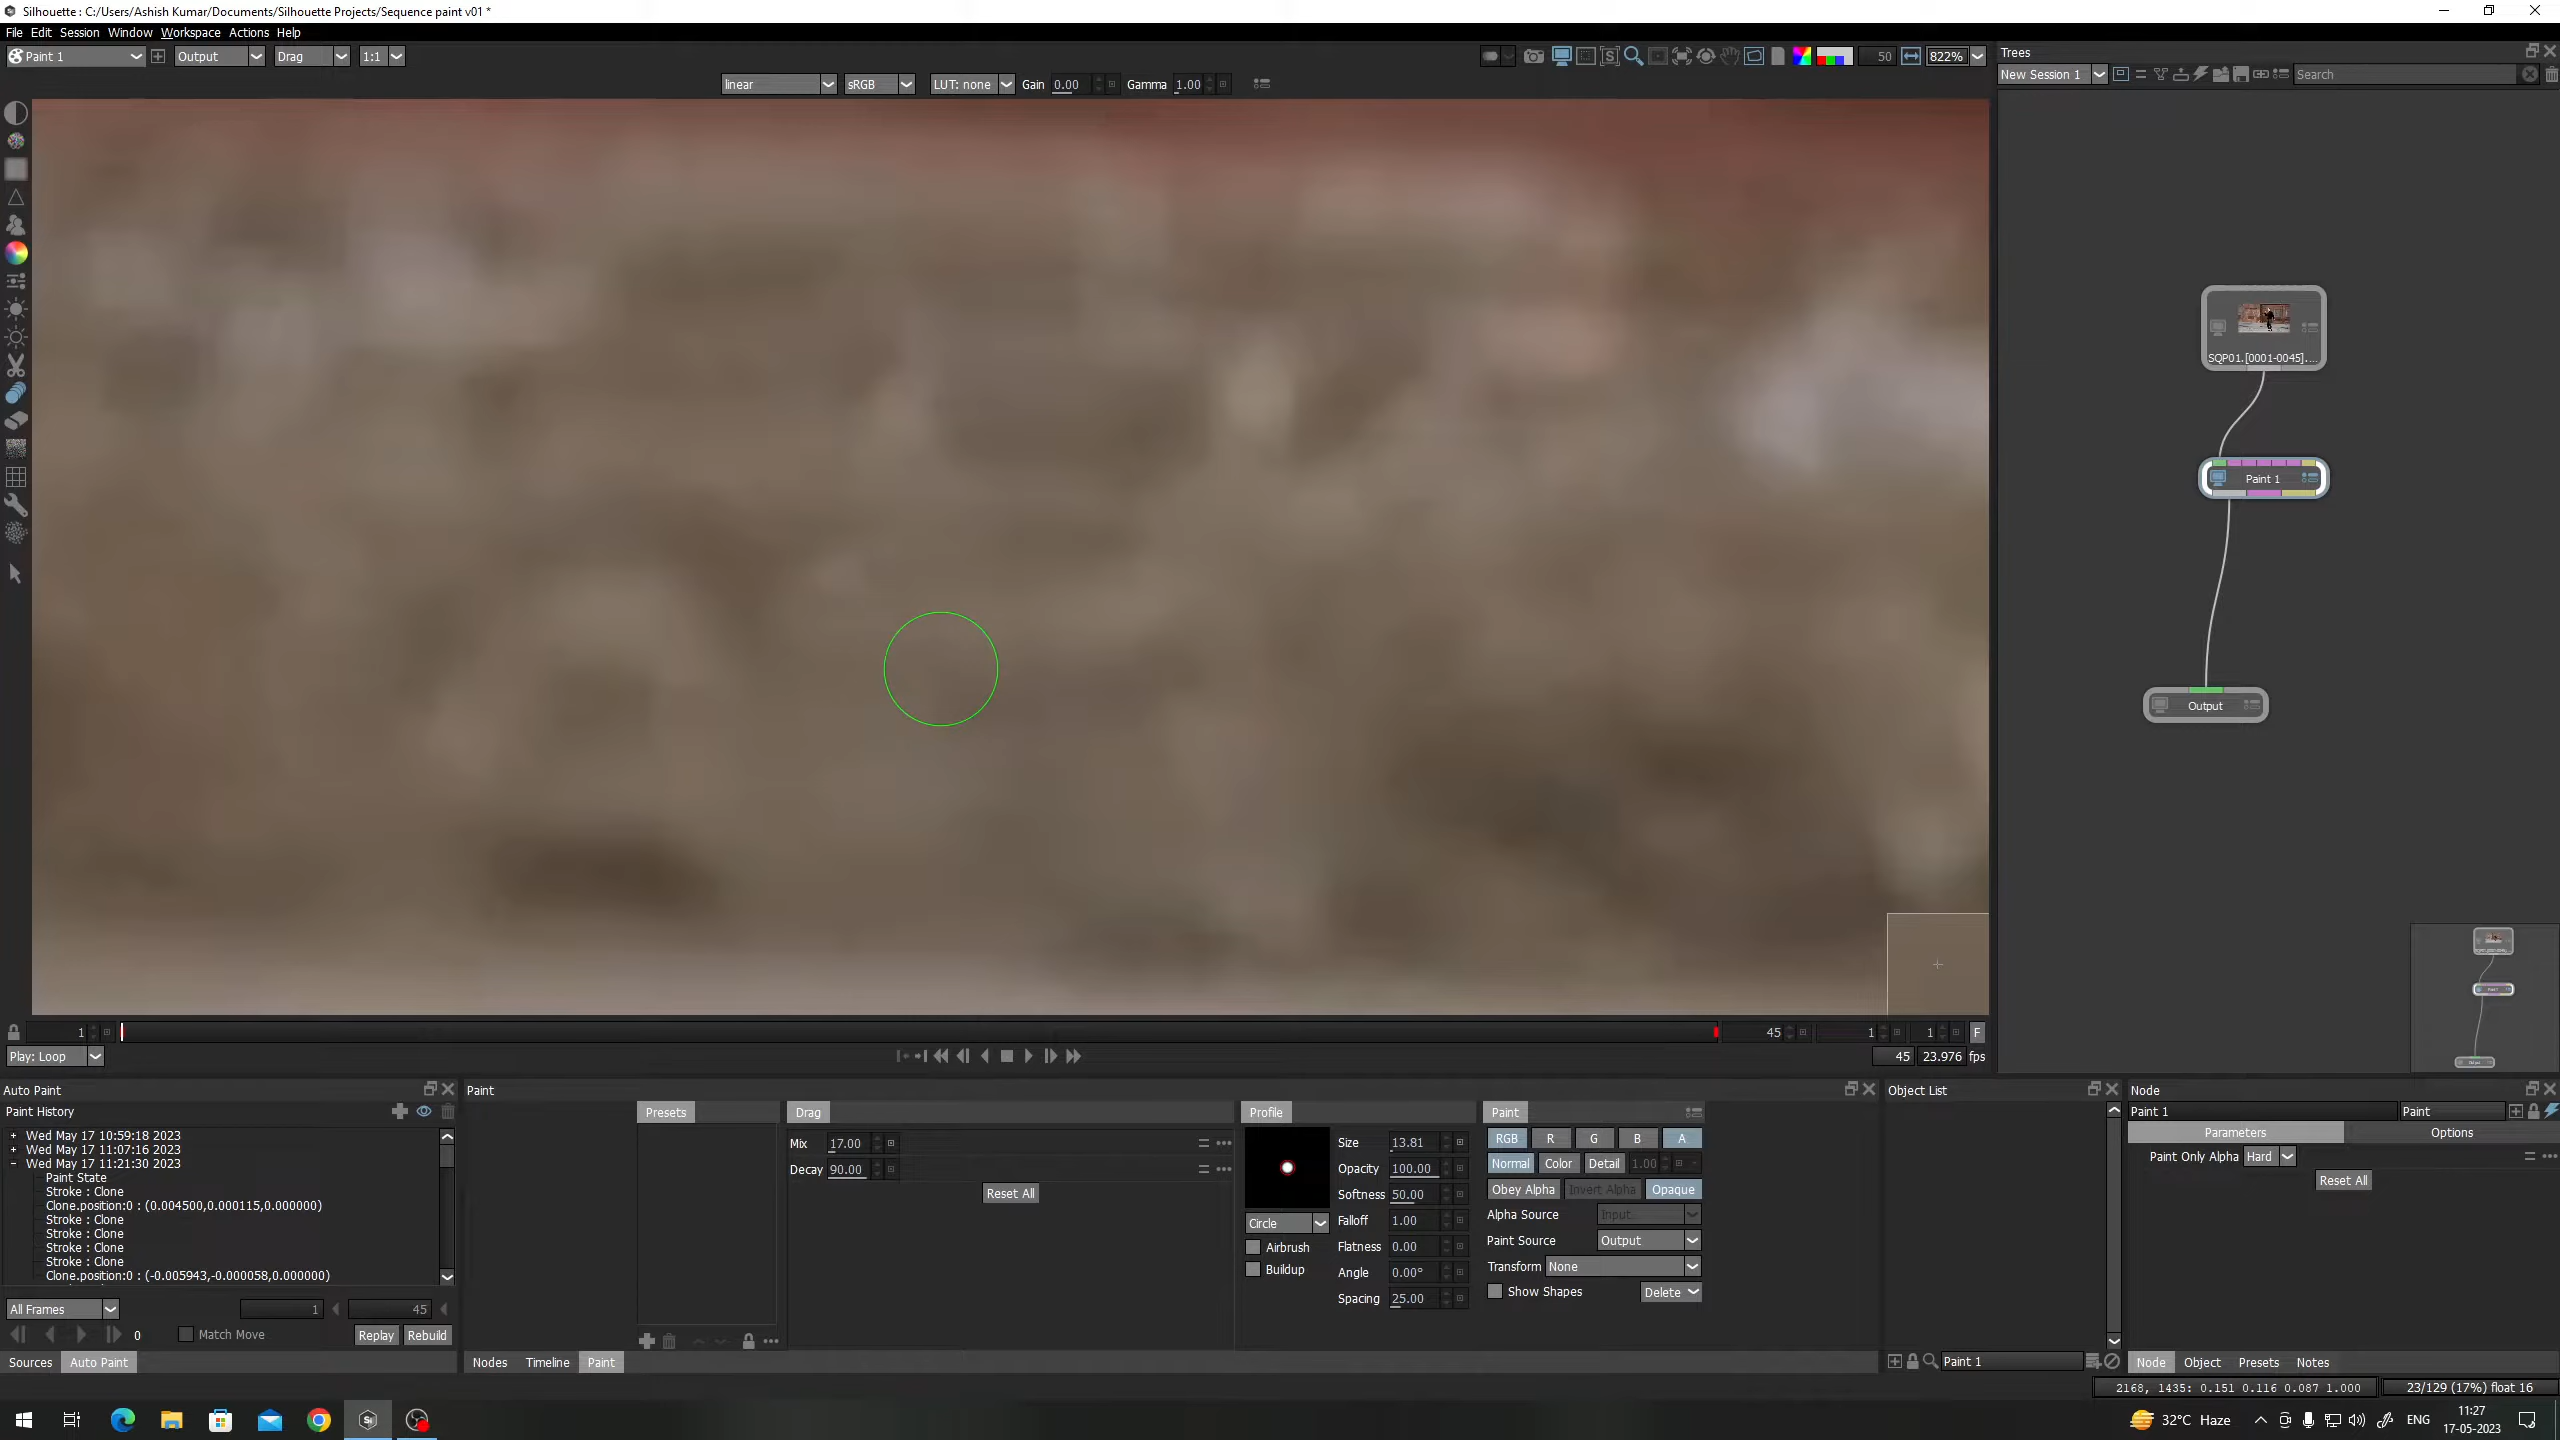 Silhouette : C:/Users/Ashish Kumar/Documents/Silhouette Projects/Sequence paint v01 *
File Edit Session Window Workspace Actions Help
Paint 1 Output Drag 1:1 50 822%
linear sRGB LUT: none Gain 0.00 Gamma 1.00
Trees
New Session 1 Search
SQP01.[0001-0045]....
Paint 1
Output
1 45 1 1 F
Play: Loop 45 23.976 fps
Auto Paint
Paint History
Wed May 17 10:59:18 2023
Wed May 17 11:07:16 2023
Wed May 17 11:21:30 2023
Paint State
Stroke : Clone
Clone.position:0 : (0.004500,0.000115,0.000000)
Stroke : Clone
Stroke : Clone
Stroke : Clone
Stroke : Clone
Clone.position:0 : (-0.005943,-0.000058,0.000000)
All Frames 1 45
0 Match Move Replay Rebuild
Sources Auto Paint
Paint
Presets
Drag
Mix 17.00
Decay 90.00
Reset All
Profile
Circle
Airbrush
Buildup
Size 13.81
Opacity 100.00
Softness 50.00
Falloff 1.00
Flatness 0.00
Angle 0.00°
Spacing 25.00
Paint
RGB R G B A
Normal Color Detail 1.00
Obey Alpha Invert Alpha Opaque
Alpha Source Input
Paint Source Output
Transform None
Show Shapes Delete
Nodes Timeline Paint
Object List
Paint 1
Node
Paint 1 Paint
Parameters Options
Paint Only Alpha Hard
Reset All
Node Object Presets Notes
2168, 1435: 0.151 0.116 0.087 1.000 23/129 (17%) float 16
32°C Haze ENG
11:27
17-05-2023